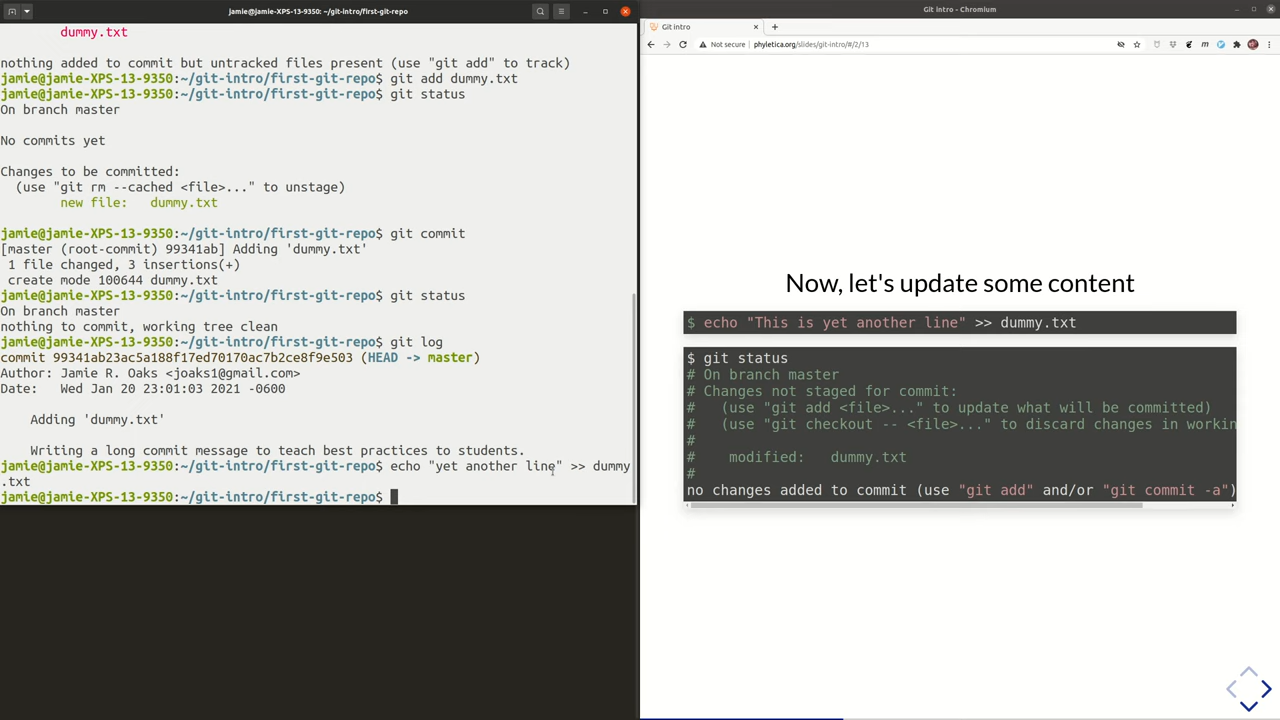 jamie@jamie-XPS-13-9350: ~/git-intro/first-git-repo
dummy.txt
nothing added to commit but untracked files present (use "git add" to track)
jamie@jamie-XPS-13-9350:~/git-intro/first-git-repo$ git add dummy.txt
jamie@jamie-XPS-13-9350:~/git-intro/first-git-repo$ git status
On branch master
No commits yet
Changes to be committed:
(use "git rm --cached <file>..." to unstage)
new file:   dummy.txt
jamie@jamie-XPS-13-9350:~/git-intro/first-git-repo$ git commit
[master (root-commit) 99341ab] Adding 'dummy.txt'
1 file changed, 3 insertions(+)
create mode 100644 dummy.txt
jamie@jamie-XPS-13-9350:~/git-intro/first-git-repo$ git status
On branch master
nothing to commit, working tree clean
jamie@jamie-XPS-13-9350:~/git-intro/first-git-repo$ git log
commit 99341ab23ac5a188f17ed70170ac7b2ce8f9e503 (HEAD -> master)
Author: Jamie R. Oaks <joaks1@gmail.com>
Date:   Wed Jan 20 23:01:03 2021 -0600
Adding 'dummy.txt'
Writing a long commit message to teach best practices to students.
jamie@jamie-XPS-13-9350:~/git-intro/first-git-repo$ echo "yet another line" >> dummy
.txt
jamie@jamie-XPS-13-9350:~/git-intro/first-git-repo$
Git intro - Chromium
Git intro
Not secure | phyletica.org/slides/git-intro/#/2/13
Now, let's update some content
$ echo "This is yet another line" >> dummy.txt
$ git status
# On branch master
# Changes not staged for commit:
#   (use "git add <file>..." to update what will be committed)
#   (use "git checkout -- <file>..." to discard changes in workin
#
#    modified:   dummy.txt
#
no changes added to commit (use "git add" and/or "git commit -a")